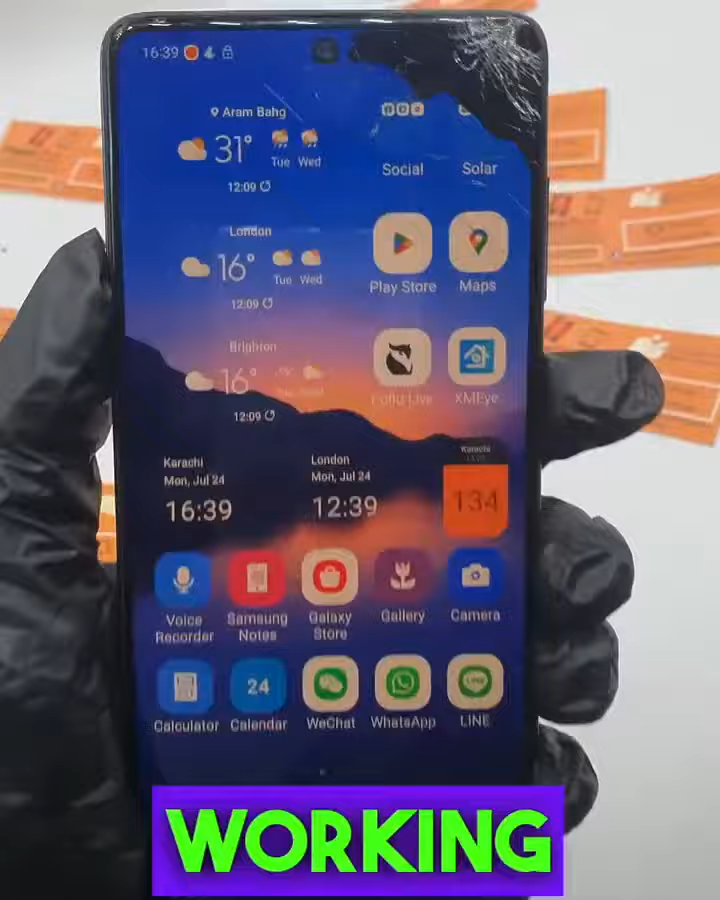 16:39
Aram Bahg
31°
Tue Wed
12:09
Social
Solar
London
16°
Tue Wed
12:09
Play Store
Maps
Brighton
16°
12:09
XMEye
Karachi
Mon, Jul 24
16:39
London
Mon, Jul 24
12:39
Karachi
134
Voice
Recorder
Samsung
Notes
Galaxy
Store
Gallery
Camera
Calculator
24
Calendar
WeChat
WhatsApp
LINE
LINE
WORKING